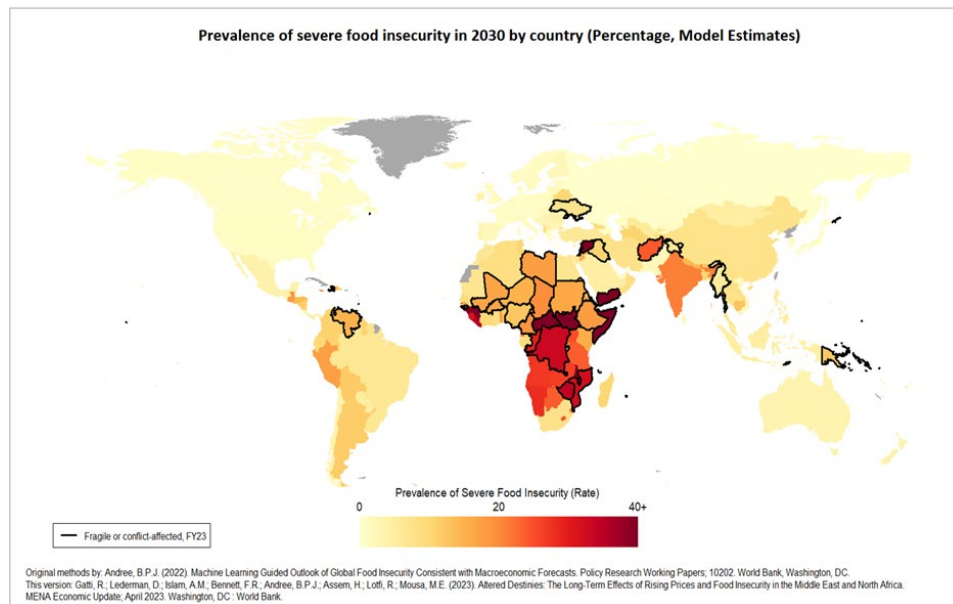 Prevalence of severe food insecurity in 2030 by country (Percentage, Model Estimates)
Prevalence of Severe Food Insecurity (Rate)
0 20 40+
Fragile or conflict-affected, FY23
Original methods by: Andree, B.P.J. (2022). Machine Learning Guided Outlook of Global Food Insecurity Consistent with Macroeconomic Forecasts. Policy Research Working Papers; 10202. World Bank, Washington, DC.
This version: Gatti, R.; Lederman, D.; Islam, A.M.; Bennett, F.R.; Andree, B.P.J.; Assem, H.; Lotfi, R.; Mousa, M.E. (2023). Altered Destinies: The Long-Term Effects of Rising Prices and Food Insecurity in the Middle East and North Africa.
MENA Economic Update; April 2023. Washington, DC : World Bank.